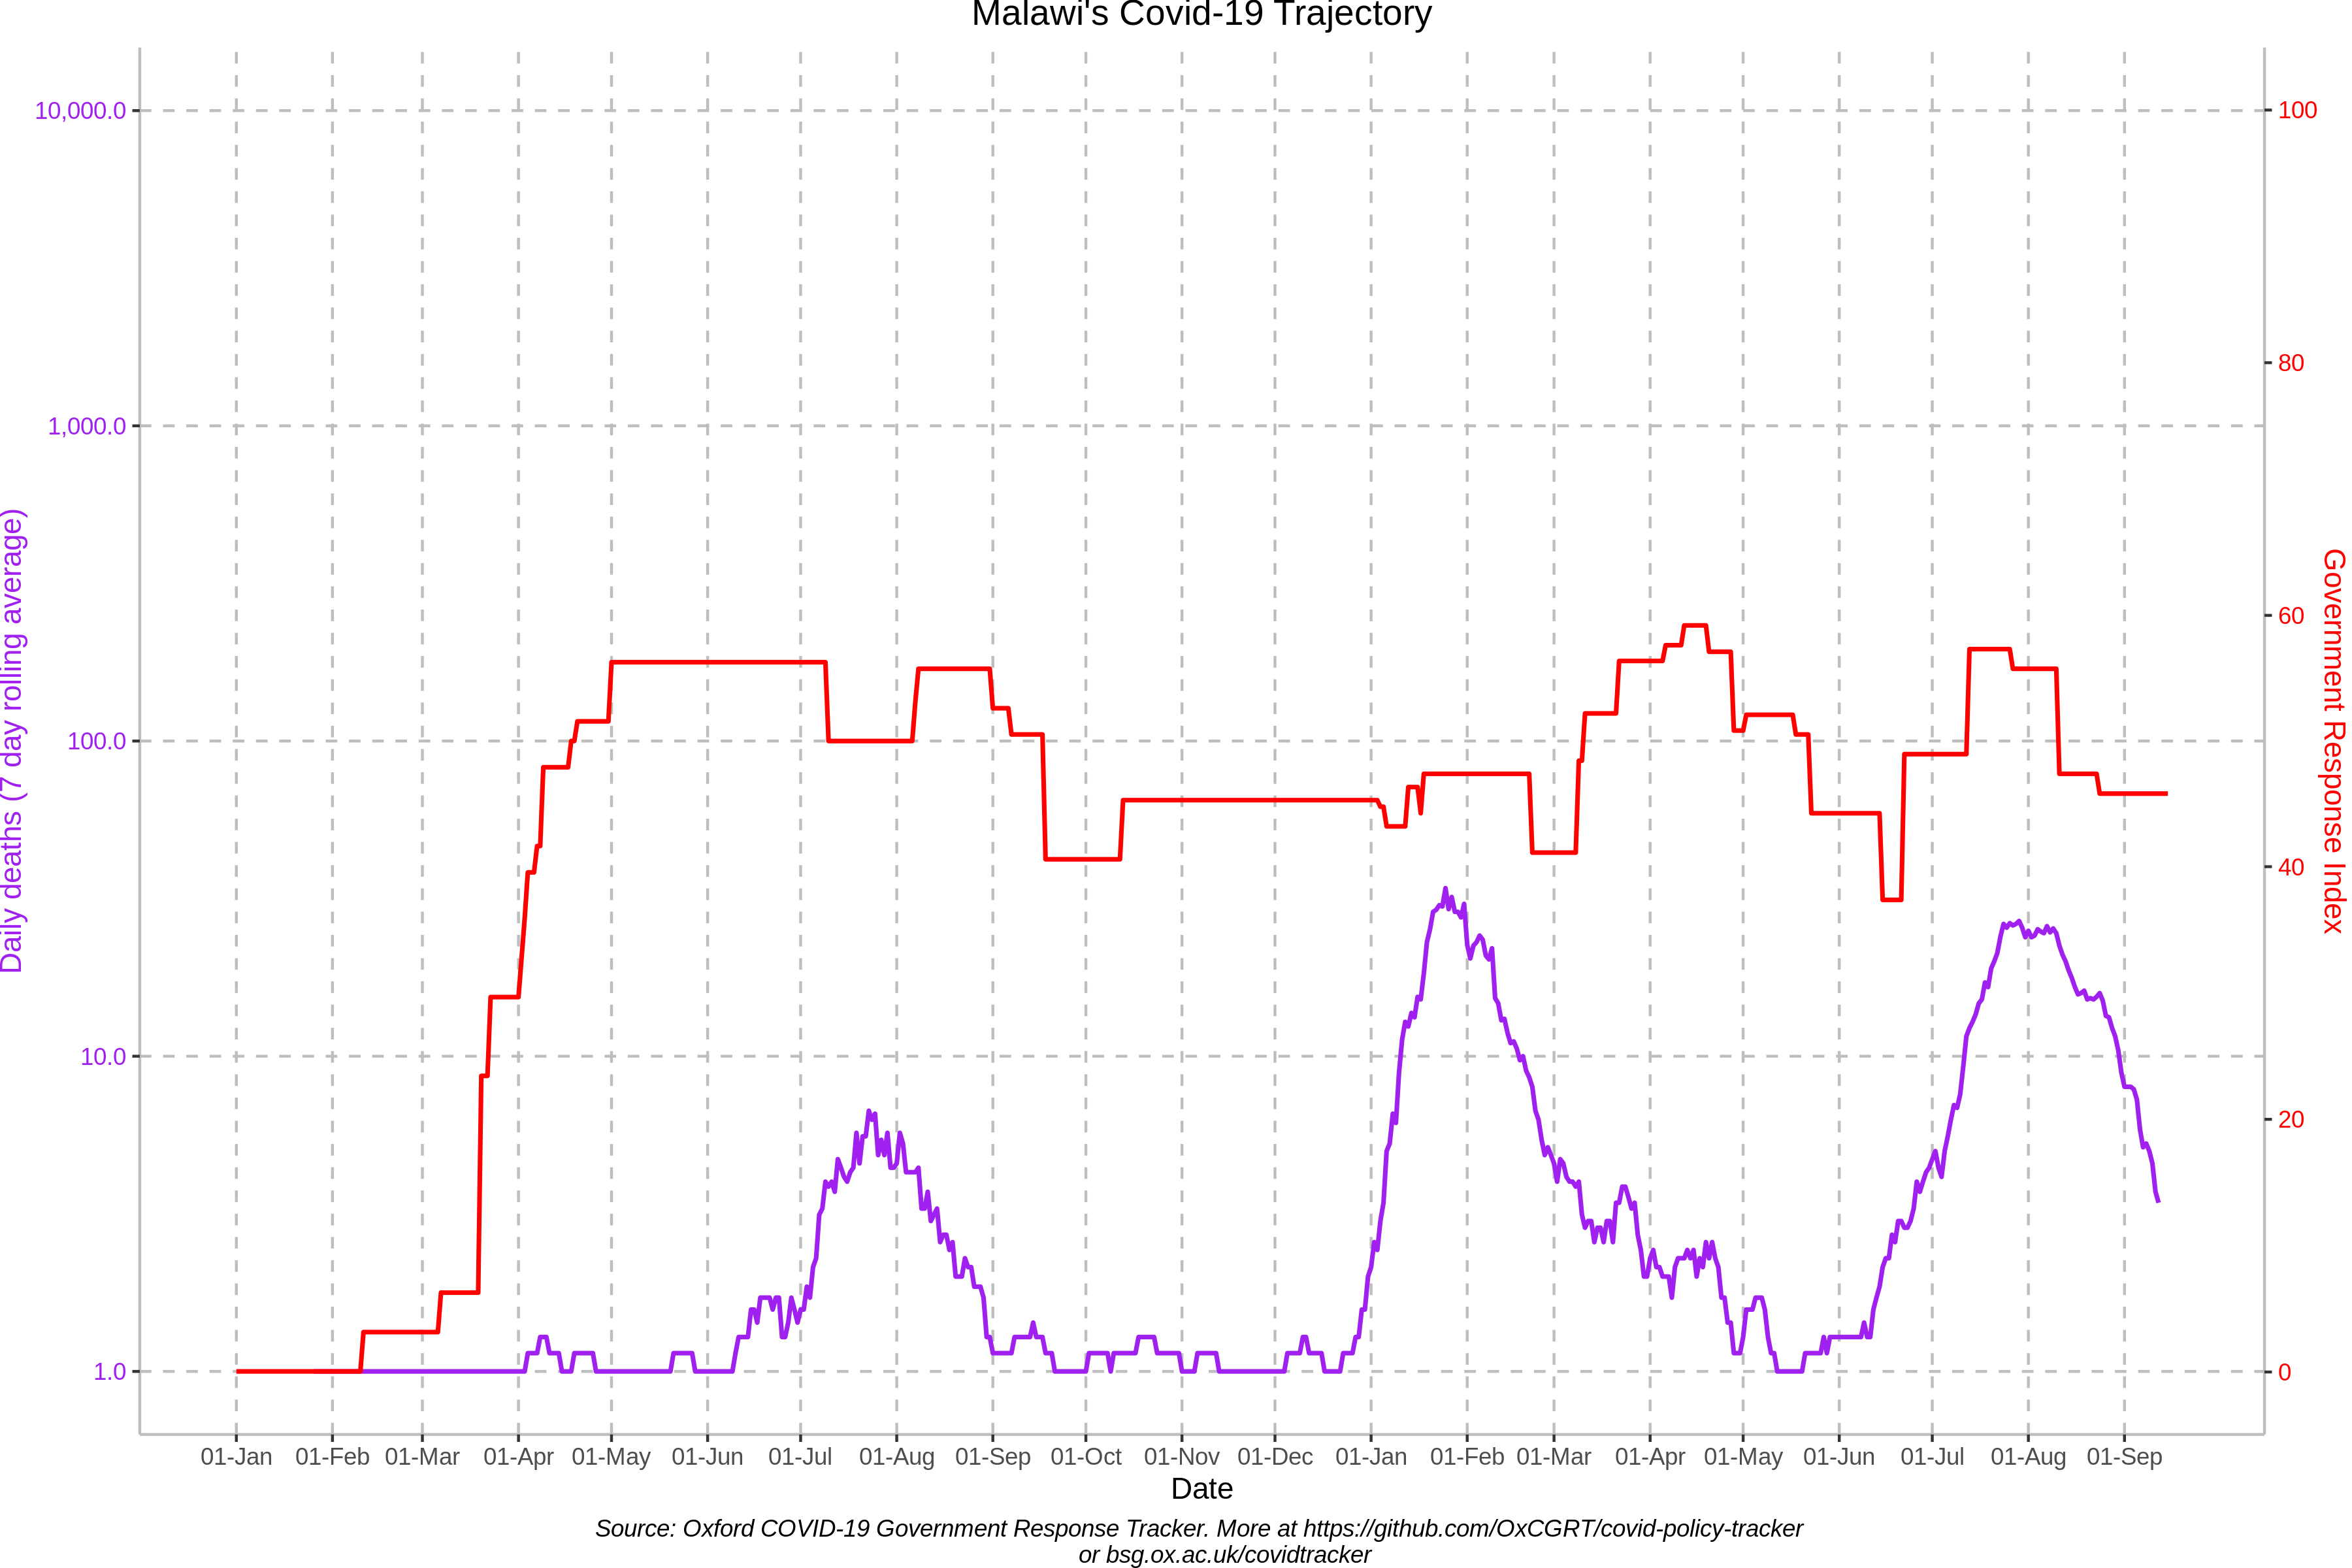 Malawi's Covid-19 Trajectory
10,000.0
1,000.0
100.0
10.0
1.0
Daily deaths (7 day rolling average)
100
80
60
40
20
0
Government Response Index
01-Jan 01-Feb 01-Mar 01-Apr 01-May 01-Jun 01-Jul 01-Aug 01-Sep 01-Oct 01-Nov 01-Dec 01-Jan 01-Feb 01-Mar 01-Apr 01-May 01-Jun 01-Jul 01-Aug 01-Sep
Date
Source: Oxford COVID-19 Government Response Tracker. More at https://github.com/OxCGRT/covid-policy-tracker
or bsg.ox.ac.uk/covidtracker